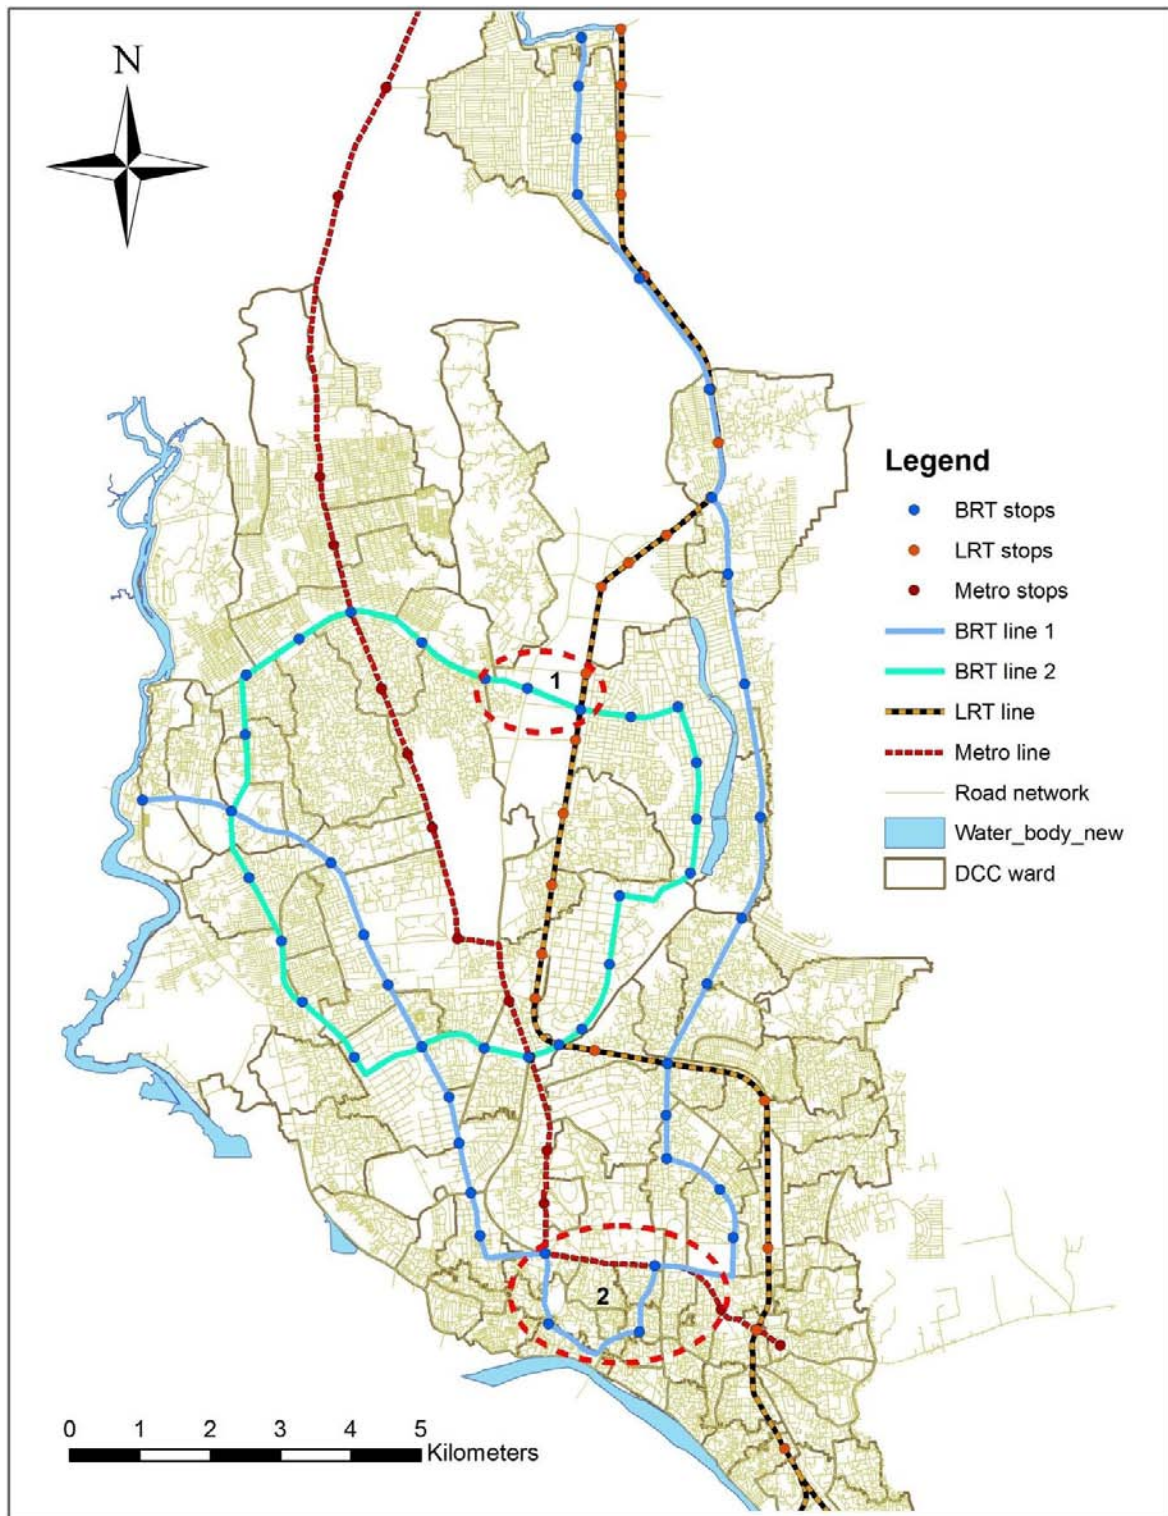 N
Legend
BRT stops
LRT stops
Metro stops
BRT line 1
BRT line 2
LRT line
Metro line
Road network
Water_body_new
DCC ward
1
2
0 1 2 3 4 5
Kilometers